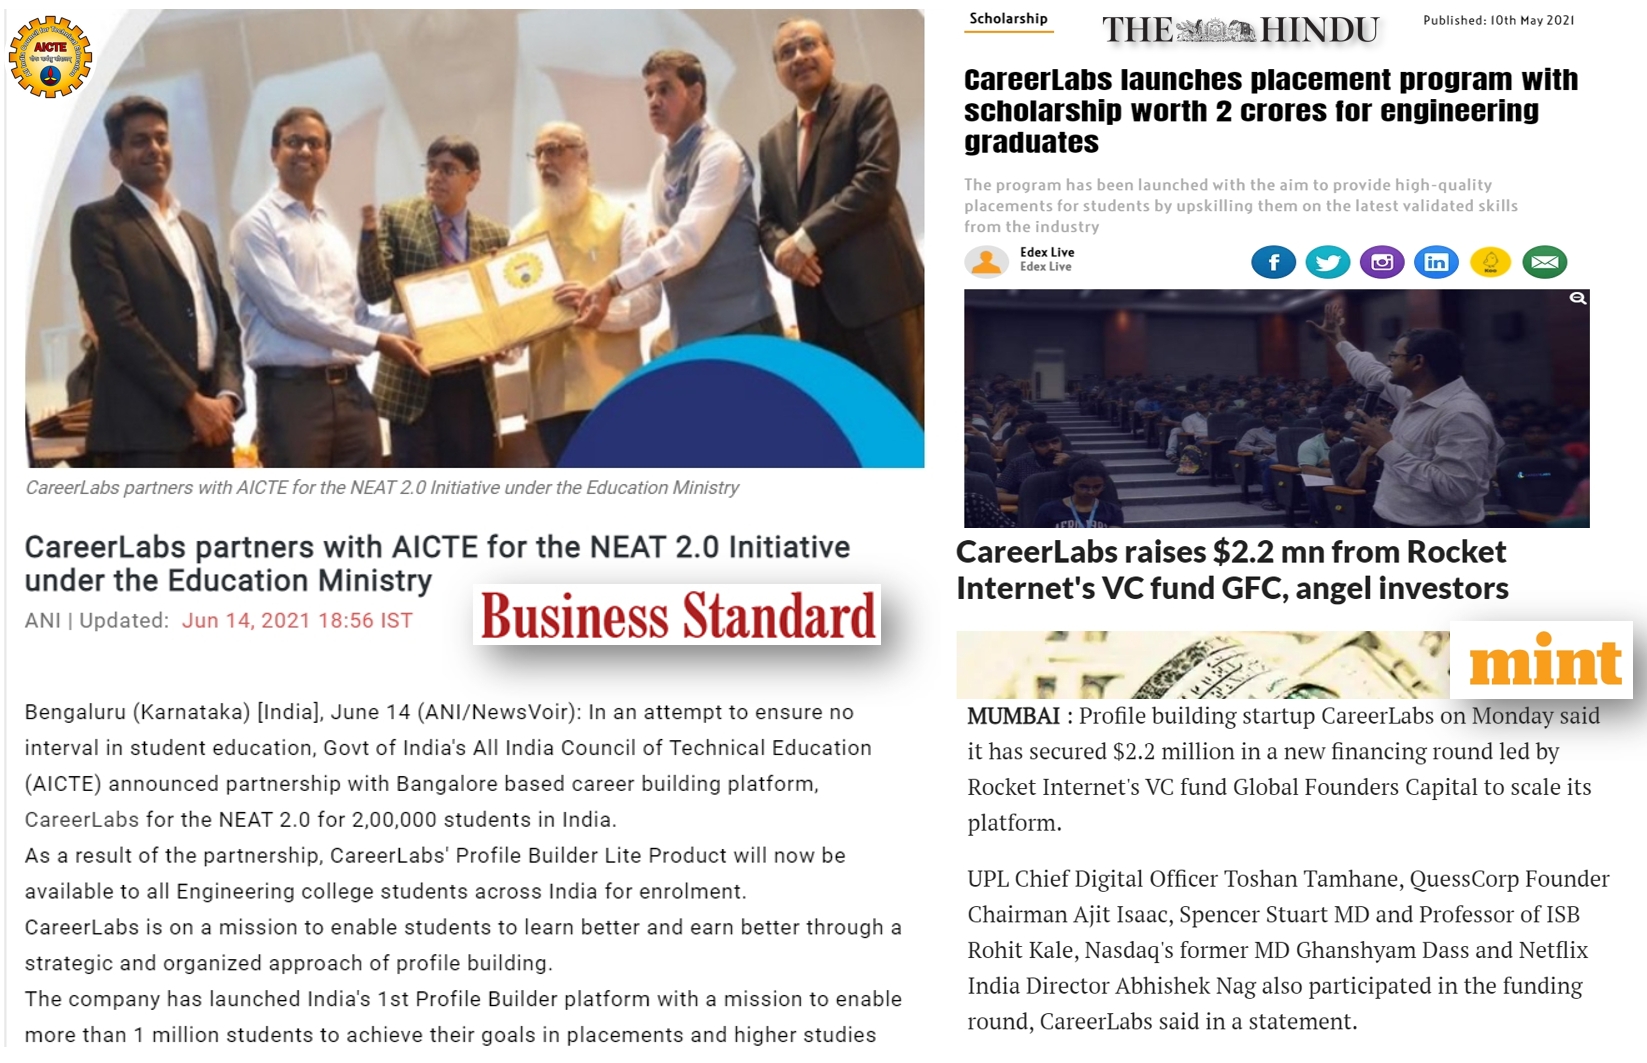 AICTE
CareerLabs partners with AICTE for the NEAT 2.0 Initiative under the Education Ministry
CareerLabs partners with AICTE for the NEAT 2.0 Initiative
under the Education Ministry
ANI | Updated: Jun 14, 2021 18:56 IST
Business Standard
Bengaluru (Karnataka) [India], June 14 (ANI/NewsVoir): In an attempt to ensure no
interval in student education, Govt of India's All India Council of Technical Education
(AICTE) announced partnership with Bangalore based career building platform,
CareerLabs for the NEAT 2.0 for 2,00,000 students in India.
As a result of the partnership, CareerLabs' Profile Builder Lite Product will now be
available to all Engineering college students across India for enrolment.
CareerLabs is on a mission to enable students to learn better and earn better through a
strategic and organized approach of profile building.
The company has launched India's 1st Profile Builder platform with a mission to enable
more than 1 million students to achieve their goals in placements and higher studies
Scholarship
THE HINDU
Published: 10th May 2021
CareerLabs launches placement program with
scholarship worth 2 crores for engineering
graduates
The program has been launched with the aim to provide high-quality
placements for students by upskilling them on the latest validated skills
from the industry
Edex Live
Edex Live
CareerLabs raises $2.2 mn from Rocket
Internet's VC fund GFC, angel investors
mint
MUMBAI : Profile building startup CareerLabs on Monday said
it has secured $2.2 million in a new financing round led by
Rocket Internet's VC fund Global Founders Capital to scale its
platform.
UPL Chief Digital Officer Toshan Tamhane, QuessCorp Founder
Chairman Ajit Isaac, Spencer Stuart MD and Professor of ISB
Rohit Kale, Nasdaq's former MD Ghanshyam Dass and Netflix
India Director Abhishek Nag also participated in the funding
round, CareerLabs said in a statement.